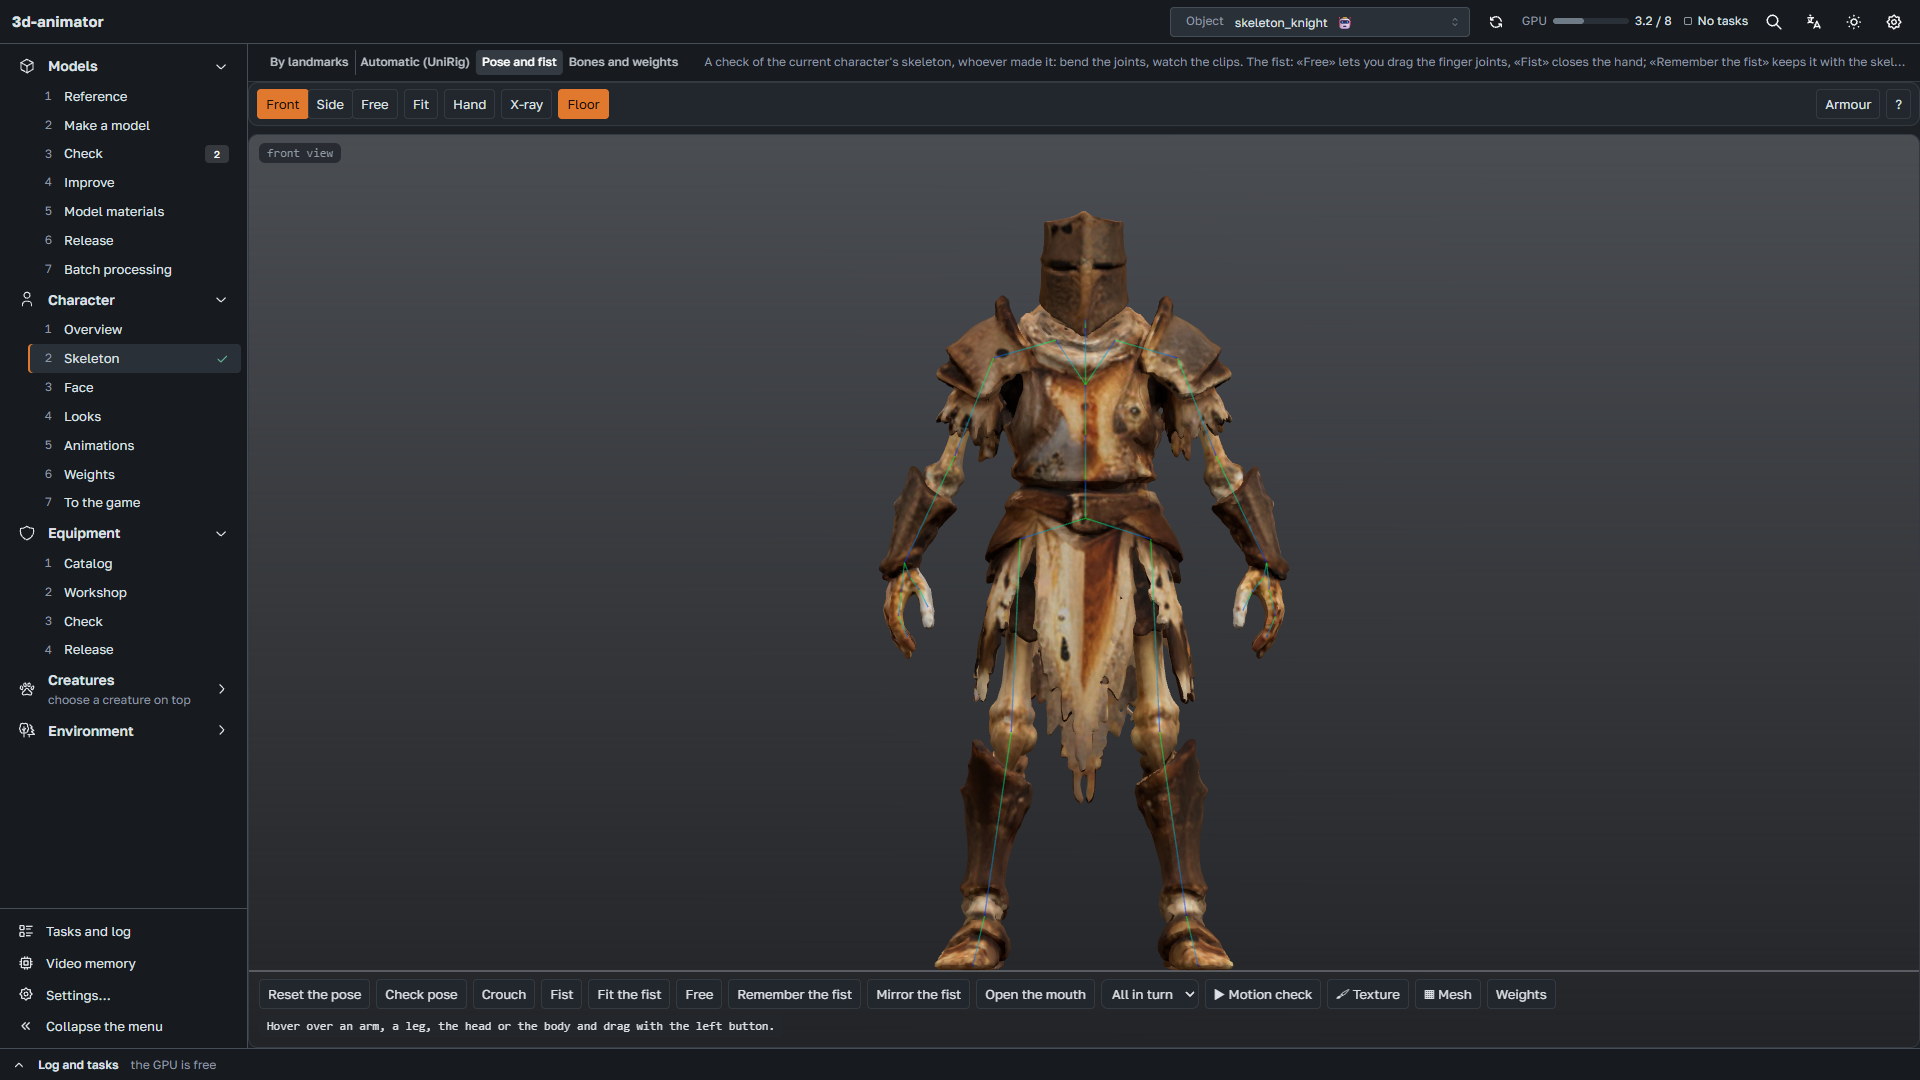 3d-animator
Object skeleton_knight
GPU 3.2 / 8 No tasks
Models
1 Reference
2 Make a model
3 Check 2
4 Improve
5 Model materials
6 Release
7 Batch processing
Character
1 Overview
2 Skeleton
3 Face
4 Looks
5 Animations
6 Weights
7 To the game
Equipment
1 Catalog
2 Workshop
3 Check
4 Release
Creatures
choose a creature on top
Environment
Tasks and log
Video memory
Settings...
Collapse the menu
By landmarks Automatic (UniRig) Pose and fist Bones and weights A check of the current character's skeleton, whoever made it: bend the joints, watch the clips. The fist: «Free» lets you drag the finger joints, «Fist» closes the hand; «Remember the fist» keeps it with the skel...
Front Side Free Fit Hand X-ray Floor Armour ?
front view
Reset the pose Check pose Crouch Fist Fit the fist Free Remember the fist Mirror the fist Open the mouth All in turn Motion check Texture Mesh Weights
Hover over an arm, a leg, the head or the body and drag with the left button.
Log and tasks the GPU is free